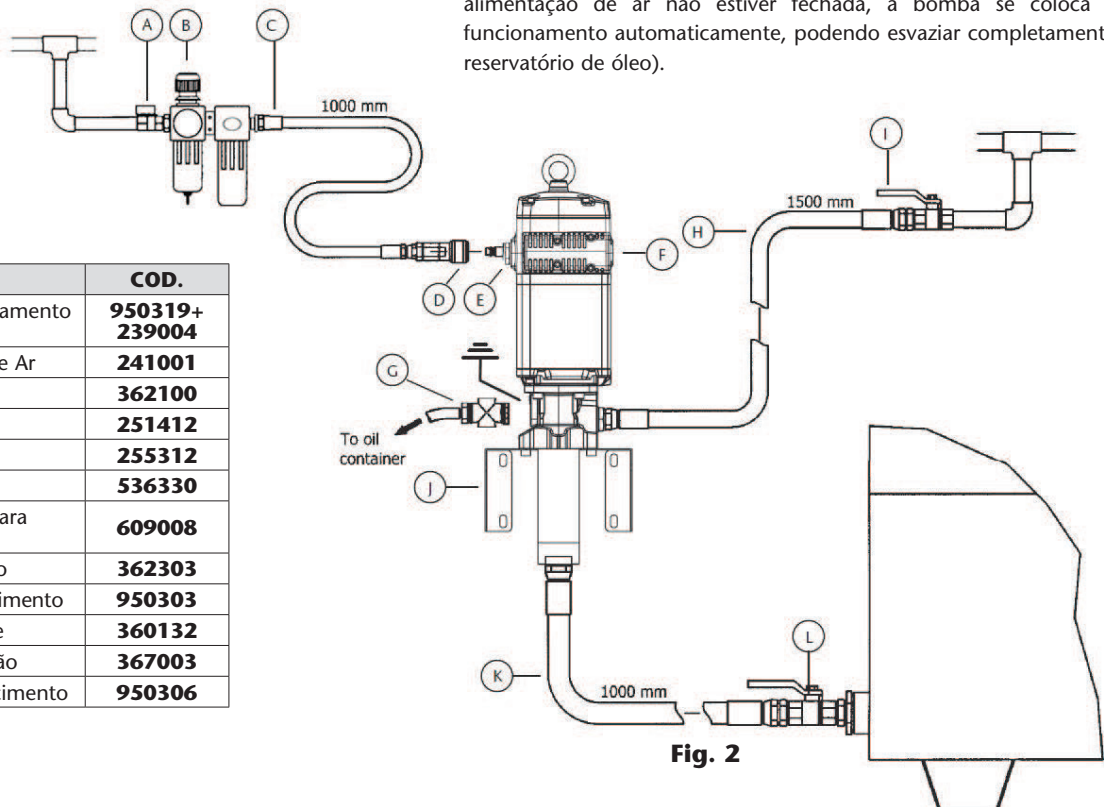 alimentação de ar não estiver fechada, a bomba se coloca
funcionamento automaticamente, podendo esvaziar completament
reservatório de óleo).
A
B
C
1000 mm
I
1500 mm
H
F
D
E
G
To oil
container
J
L
K
1000 mm
Fig. 2
COD.
amento 950319+
239004
e Ar 241001
362100
251412
255312
536330
ara 609008
o 362303
imento 950303
e 360132
ão 367003
cimento 950306